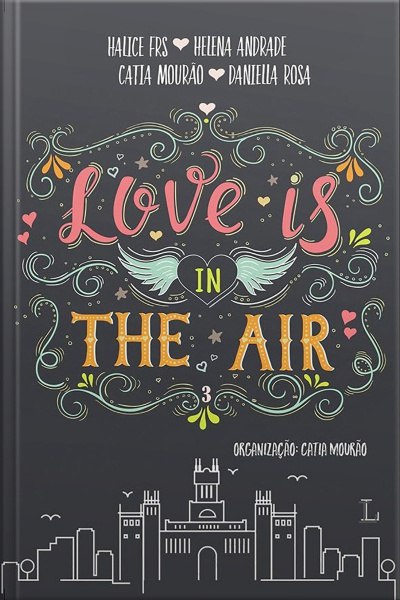 HALICE FRS ❤ HELENA ANDRADE
CATIA MOURÃO ❤ DANIELLA ROSA
LOVE IS
IN
THE AIR
3
ORGANIZAÇÃO: CATIA MOURÃO
L